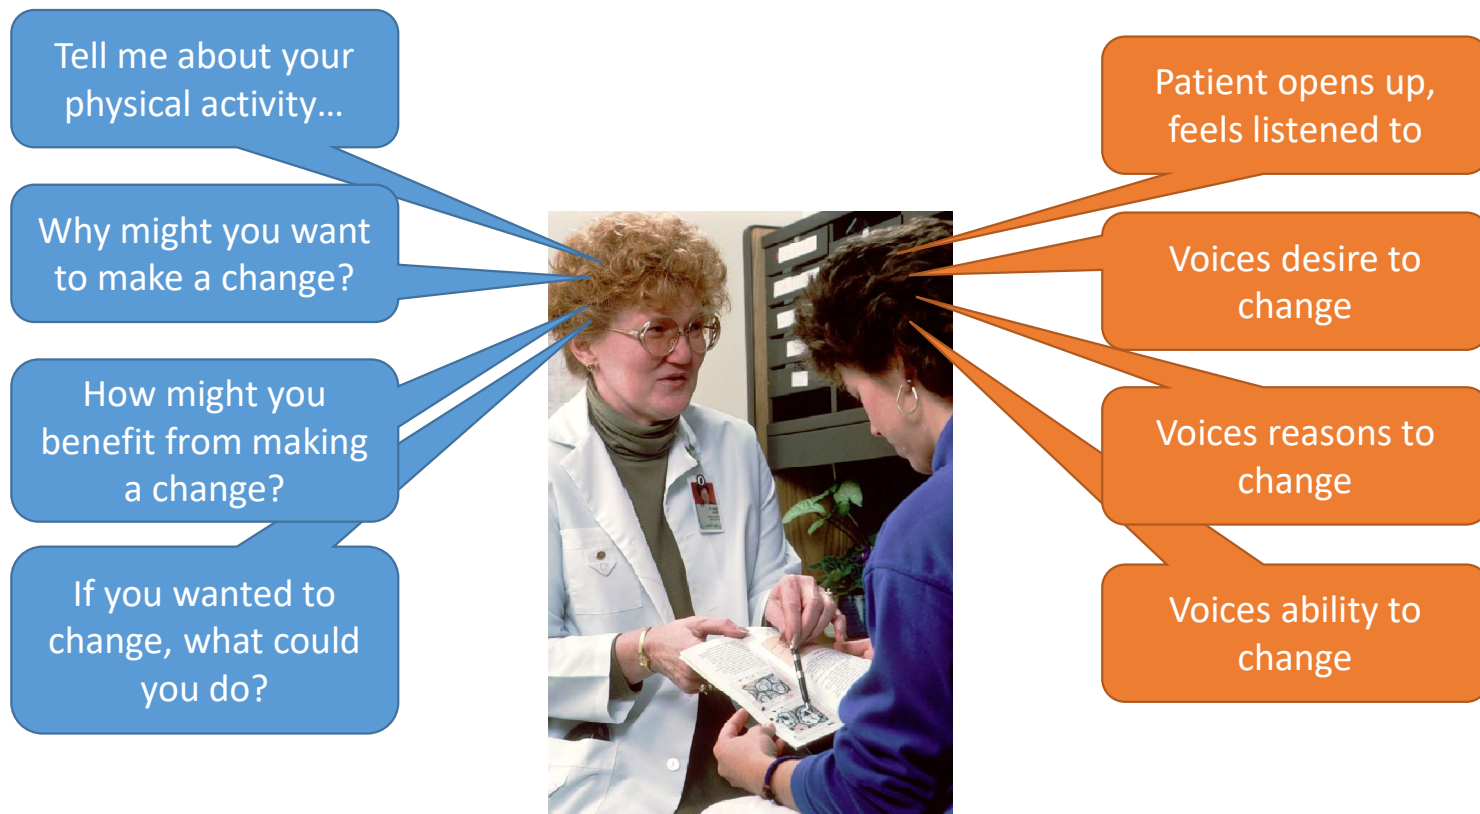 Tell me about your
physical activity…
Why might you want
to make a change?
How might you
benefit from making
a change?
If you wanted to
change, what could
you do?
Patient opens up,
feels listened to
Voices desire to
change
Voices reasons to
change
Voices ability to
change